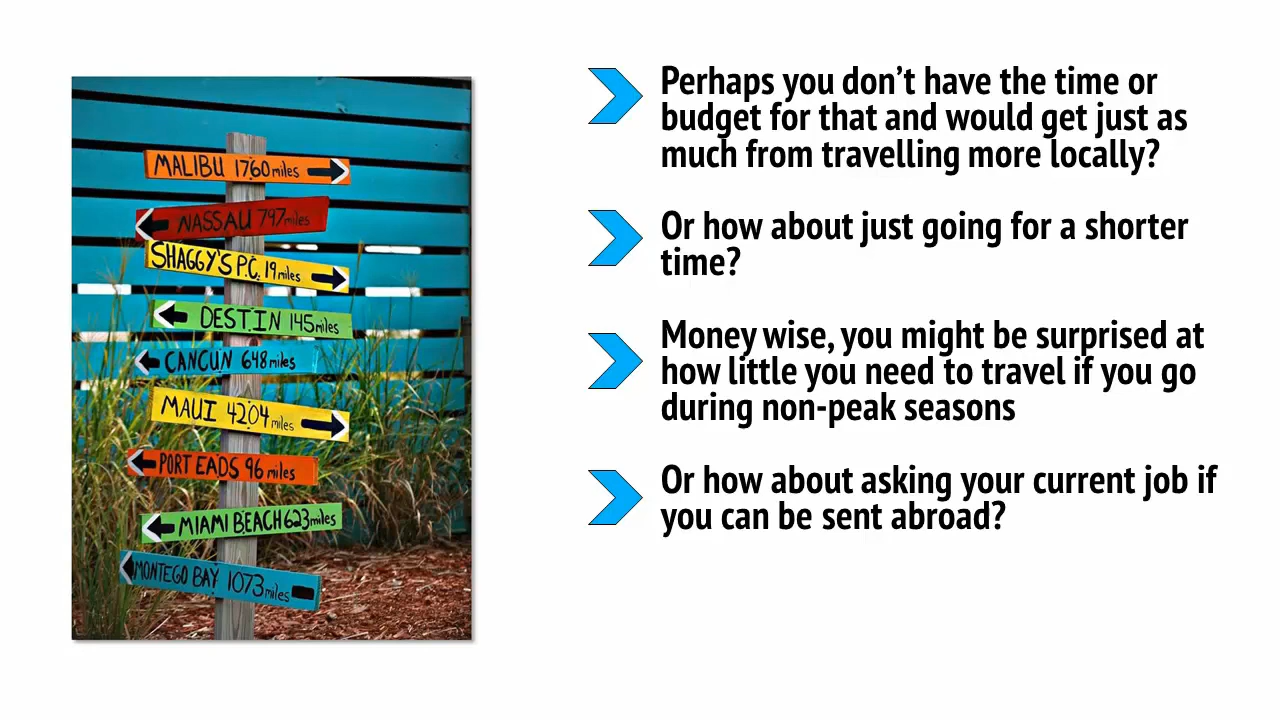 MALIBU 1760 miles
NASSAU 797 miles
SHAGGY'S P.C. 19 miles
DESTIN 145 miles
CANCUN 648 miles
MAUI 4204 miles
PORT EADS 96 miles
MIAMI BEACH 623 miles
MONTEGO BAY 1073 miles
Perhaps you don’t have the time or
budget for that and would get just as
much from travelling more locally?
Or how about just going for a shorter
time?
Money wise, you might be surprised at
how little you need to travel if you go
during non-peak seasons
Or how about asking your current job if
you can be sent abroad?